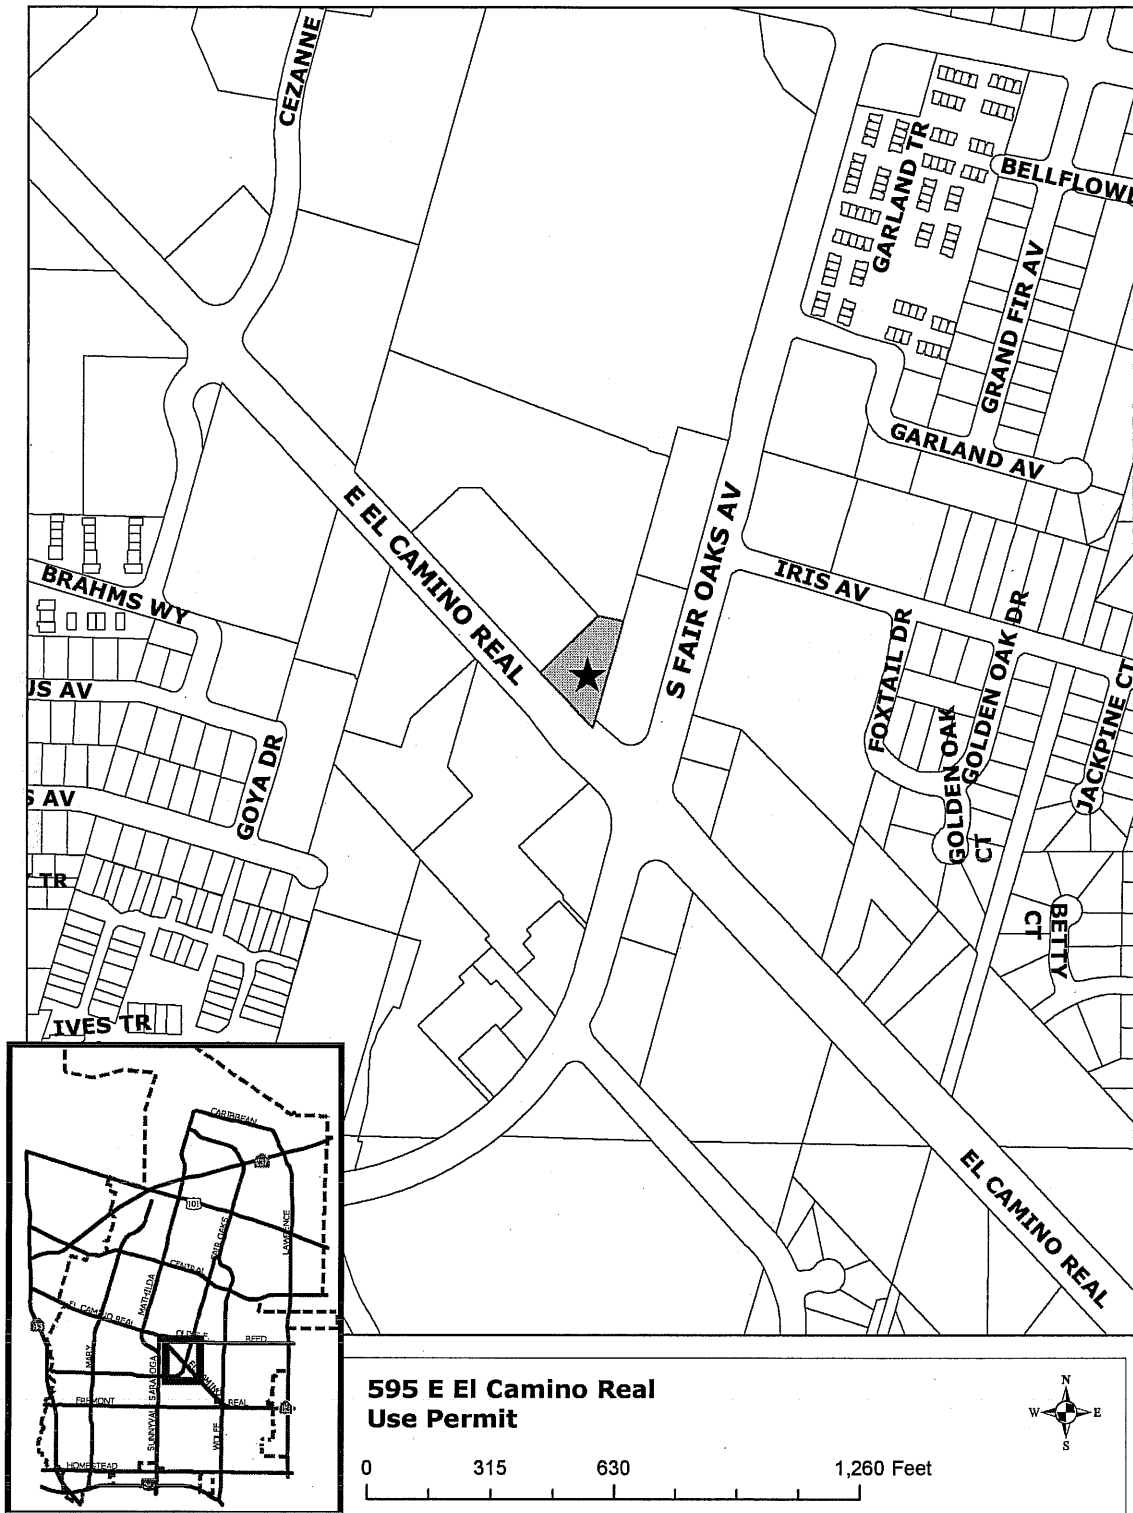 CEZANNE
GARLAND TR
BELLFLOW
GRAND FIR AV
GARLAND AV
E EL CAMINO REAL
S FAIR OAKS AV
IRIS AV
BRAHMS WY
FOXTAIL DR
GOLDEN OAK DR
US AV
GOLDEN OAK
CT
JACKPINE CT
GOYA DR
S AV
TR
BETTY
CT
IVES TR
EL CAMINO REAL
CARIBBEAN
101
FAIR OAKS
LAWRENCE
CENTRAL
MATHILDA
EL CAMINO REAL
REED
MARY
SUNNYVALE SARATOGA
FREMONT
REAL
WOLFE
HOMESTEAD
595 E El Camino Real
Use Permit
N
W
E
S
0 315 630 1,260 Feet